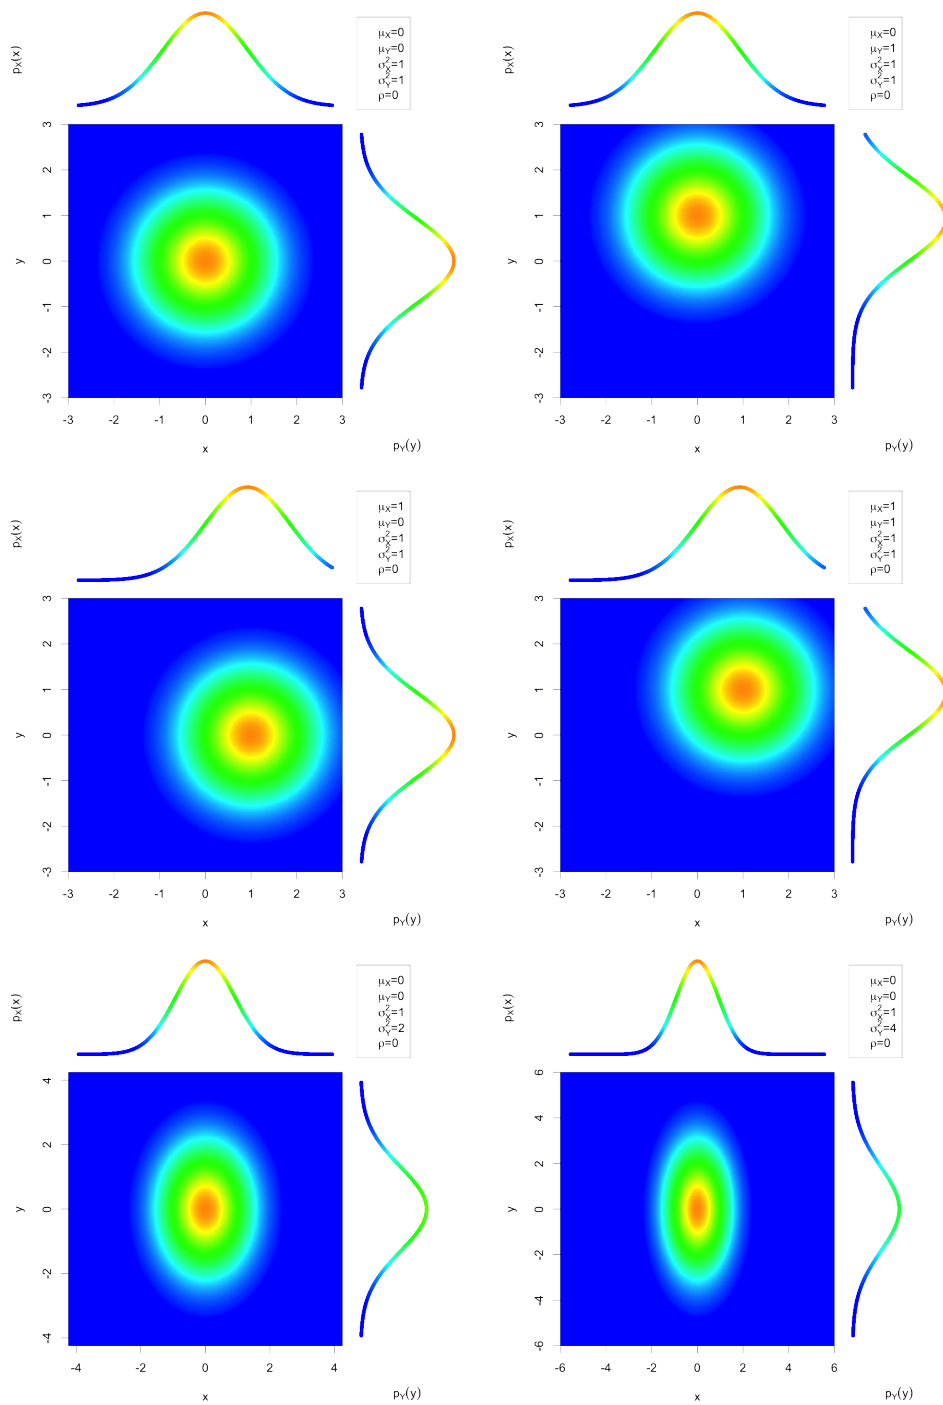 pX(x)
μX=0
μY=0
σ²X=1
σ²Y=1
ρ=0
y
3
2
1
0
-1
-2
-3
-3 -2 -1 0 1 2 3
x
pY(y)
pX(x)
μX=0
μY=1
σ²X=1
σ²Y=1
ρ=0
y
3
2
1
0
-1
-2
-3
-3 -2 -1 0 1 2 3
x
pY(y)
pX(x)
μX=1
μY=0
σ²X=1
σ²Y=1
ρ=0
y
3
2
1
0
-1
-2
-3
-3 -2 -1 0 1 2 3
x
pY(y)
pX(x)
μX=1
μY=1
σ²X=1
σ²Y=1
ρ=0
y
3
2
1
0
-1
-2
-3
-3 -2 -1 0 1 2 3
x
pY(y)
pX(x)
μX=0
μY=0
σ²X=1
σ²Y=2
ρ=0
y
4
2
0
-2
-4
-4 -2 0 2 4
x
pY(y)
pX(x)
μX=0
μY=0
σ²X=1
σ²Y=4
ρ=0
y
6
4
2
0
-2
-4
-6
-6 -4 -2 0 2 4 6
x
pY(y)